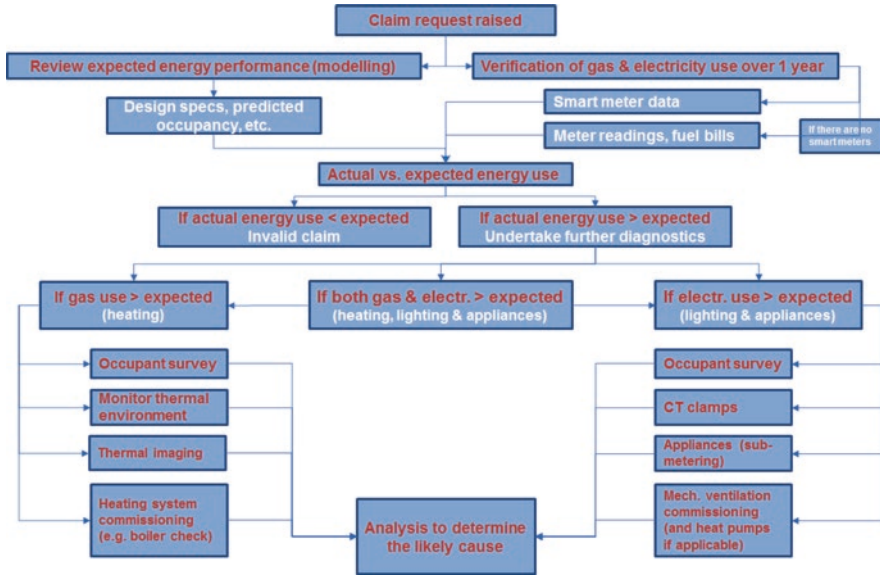 Claim request raised
Review expected energy performance (modelling)
Verification of gas & electricity use over 1 year
Design specs, predicted
occupancy, etc.
Smart meter data
Meter readings, fuel bills
If there are no
smart meters
Actual vs. expected energy use
If actual energy use < expected
Invalid claim
If actual energy use > expected
Undertake further diagnostics
If gas use > expected
(heating)
If both gas & electr. > expected
(heating, lighting & appliances)
If electr. use > expected
(lighting & appliances)
Occupant survey
Monitor thermal
environment
Thermal imaging
Heating system
commissioning
(e.g. boiler check)
Occupant survey
CT clamps
Appliances (sub-
metering)
Mech. ventilation
commissioning
(and heat pumps
if applicable)
Analysis to determine
the likely cause